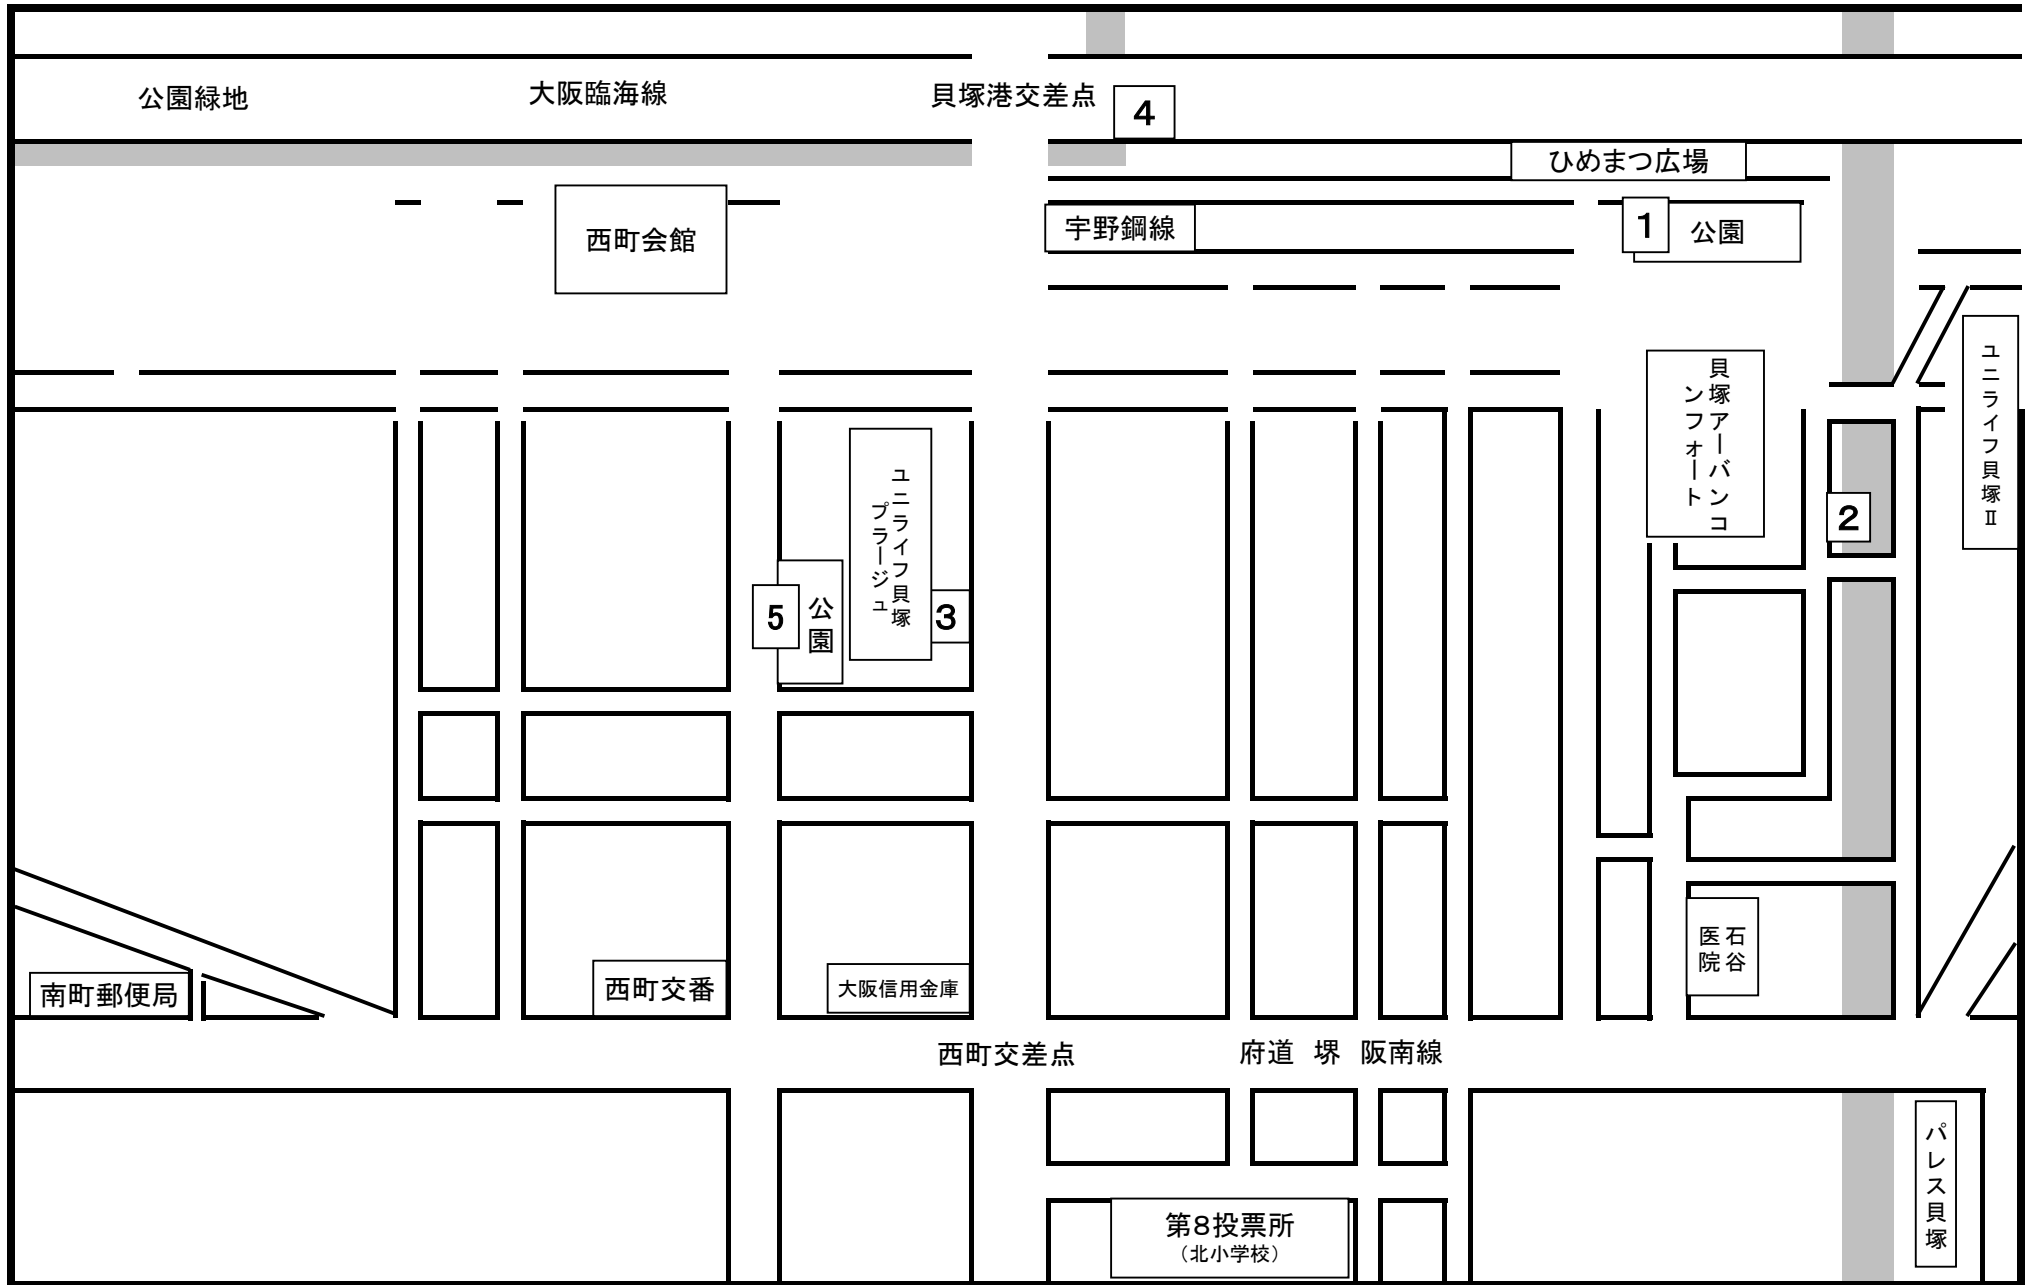 公園緑地
大阪臨海線
貝塚港交差点
4
ひめまつ広場
西町会館
宇野鋼線
1
公園
貝塚アーバンコ
ンフォート
ユニライフ貝塚Ⅱ
2
ユニライフ貝塚
プラージュ
5
公園
3
石谷
医院
南町郵便局
西町交番
大阪信用金庫
西町交差点
府道 堺 阪南線
パレス貝塚
第8投票所
（北小学校）